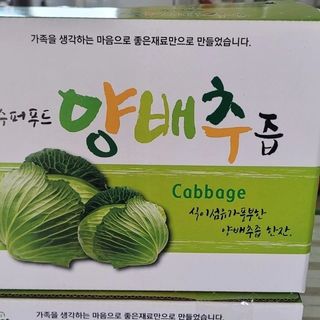 가족을 생각하는 마음으로 좋은재료만으로 만들었습니다.
수퍼푸드 양배추즙
Cabbage
식이섬유가 풍부한
양배추즙 한잔.
가족을 생각하는 마음으로 좋은재료만으로 만들었습니다.